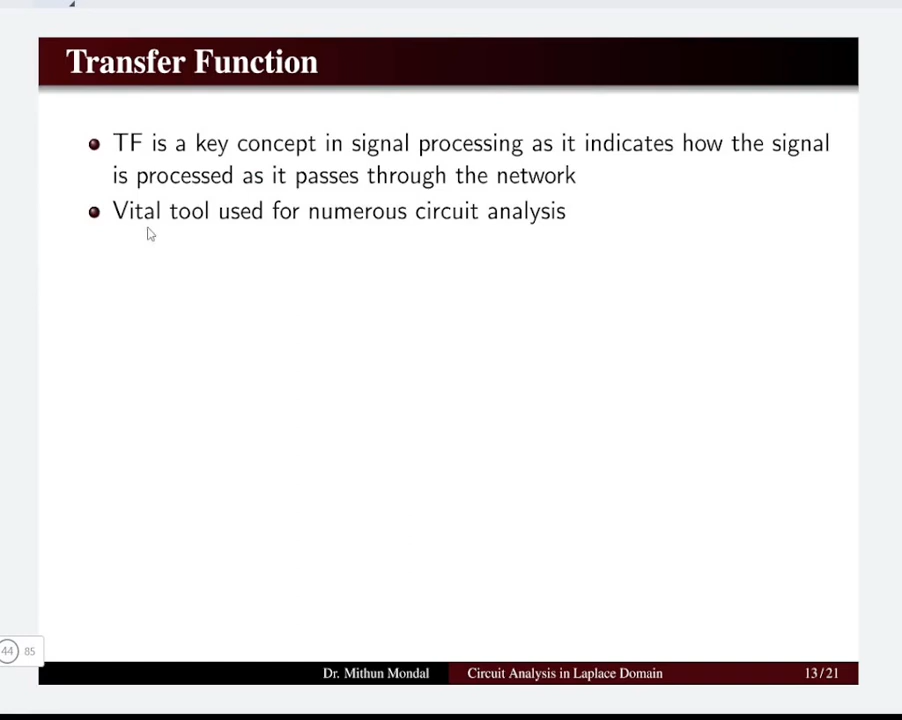 Transfer Function
TF is a key concept in signal processing as it indicates how the signal
is processed as it passes through the network
Vital tool used for numerous circuit analysis
44 85
Dr. Mithun Mondal Circuit Analysis in Laplace Domain 13/21